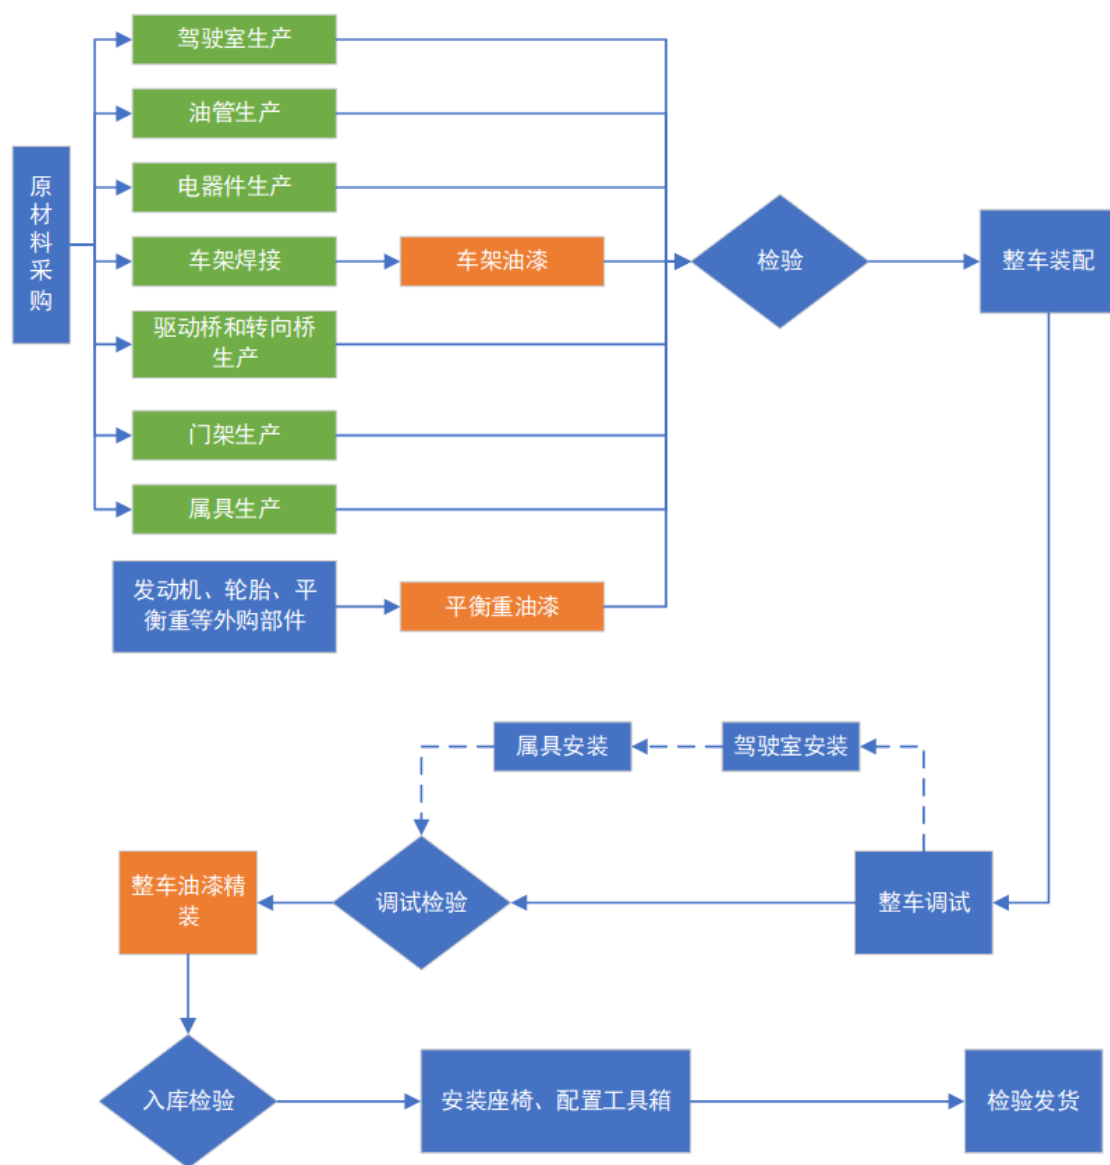 驾驶室生产
油管生产
电器件生产
原
材
料
采
购
车架焊接
车架油漆
检验
整车装配
驱动桥和转向桥
生产
门架生产
属具生产
发动机、轮胎、平
衡重等外购部件
平衡重油漆
属具安装
驾驶室安装
整车油漆精
装
调试检验
整车调试
入库检验
安装座椅、配置工具箱
检验发货